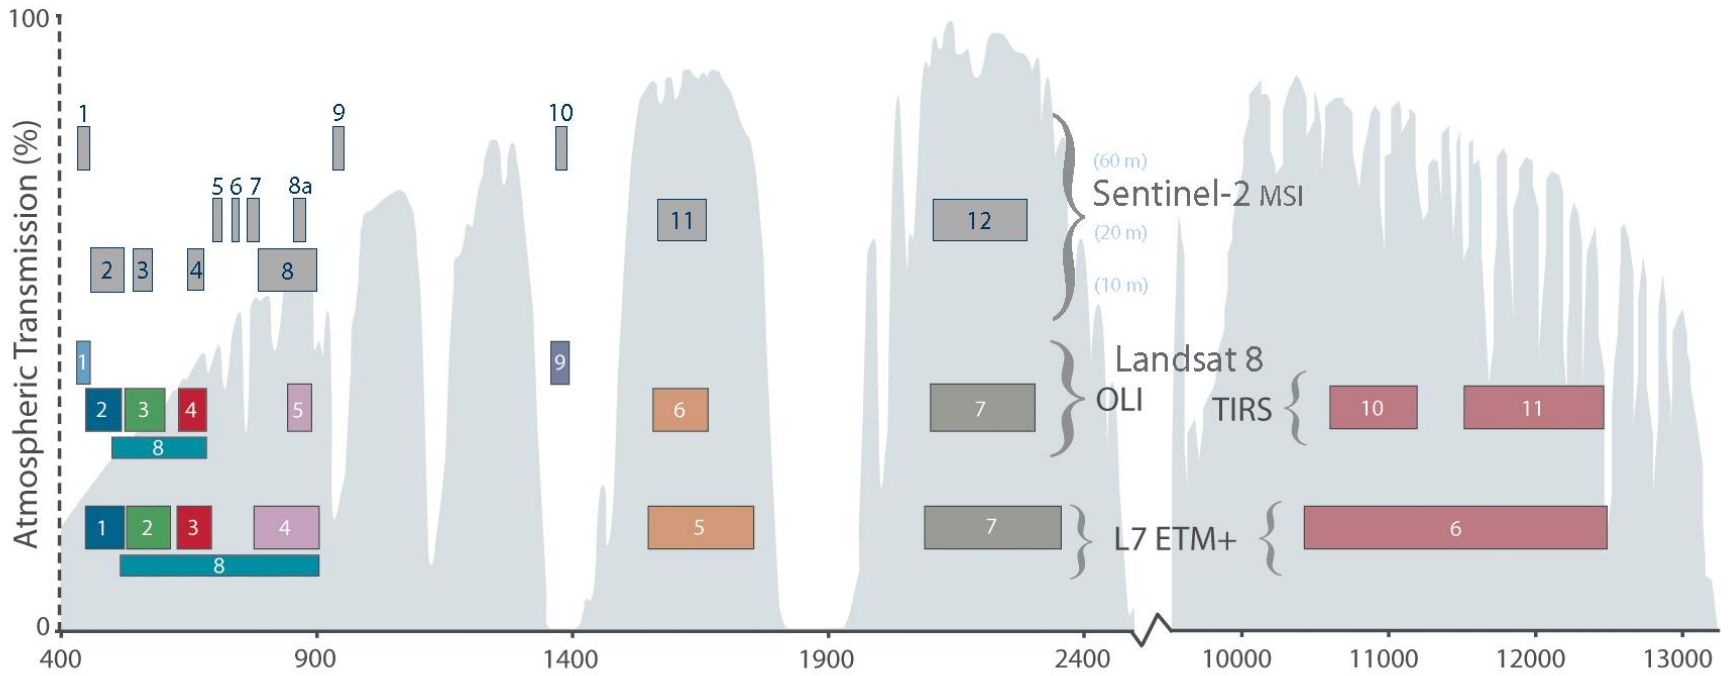 100
Atmospheric Transmission (%)
0
1
9
10
5 6 7 8a
2 3 4 8
11
12
(60 m)
Sentinel-2 MSI
(20 m)
(10 m)
1
9
2 3 4 5
8
6
7
Landsat 8
OLI
TIRS
10
11
1 2 3 4
8
5
7
L7 ETM+
6
400 900 1400 1900 2400 10000 11000 12000 13000